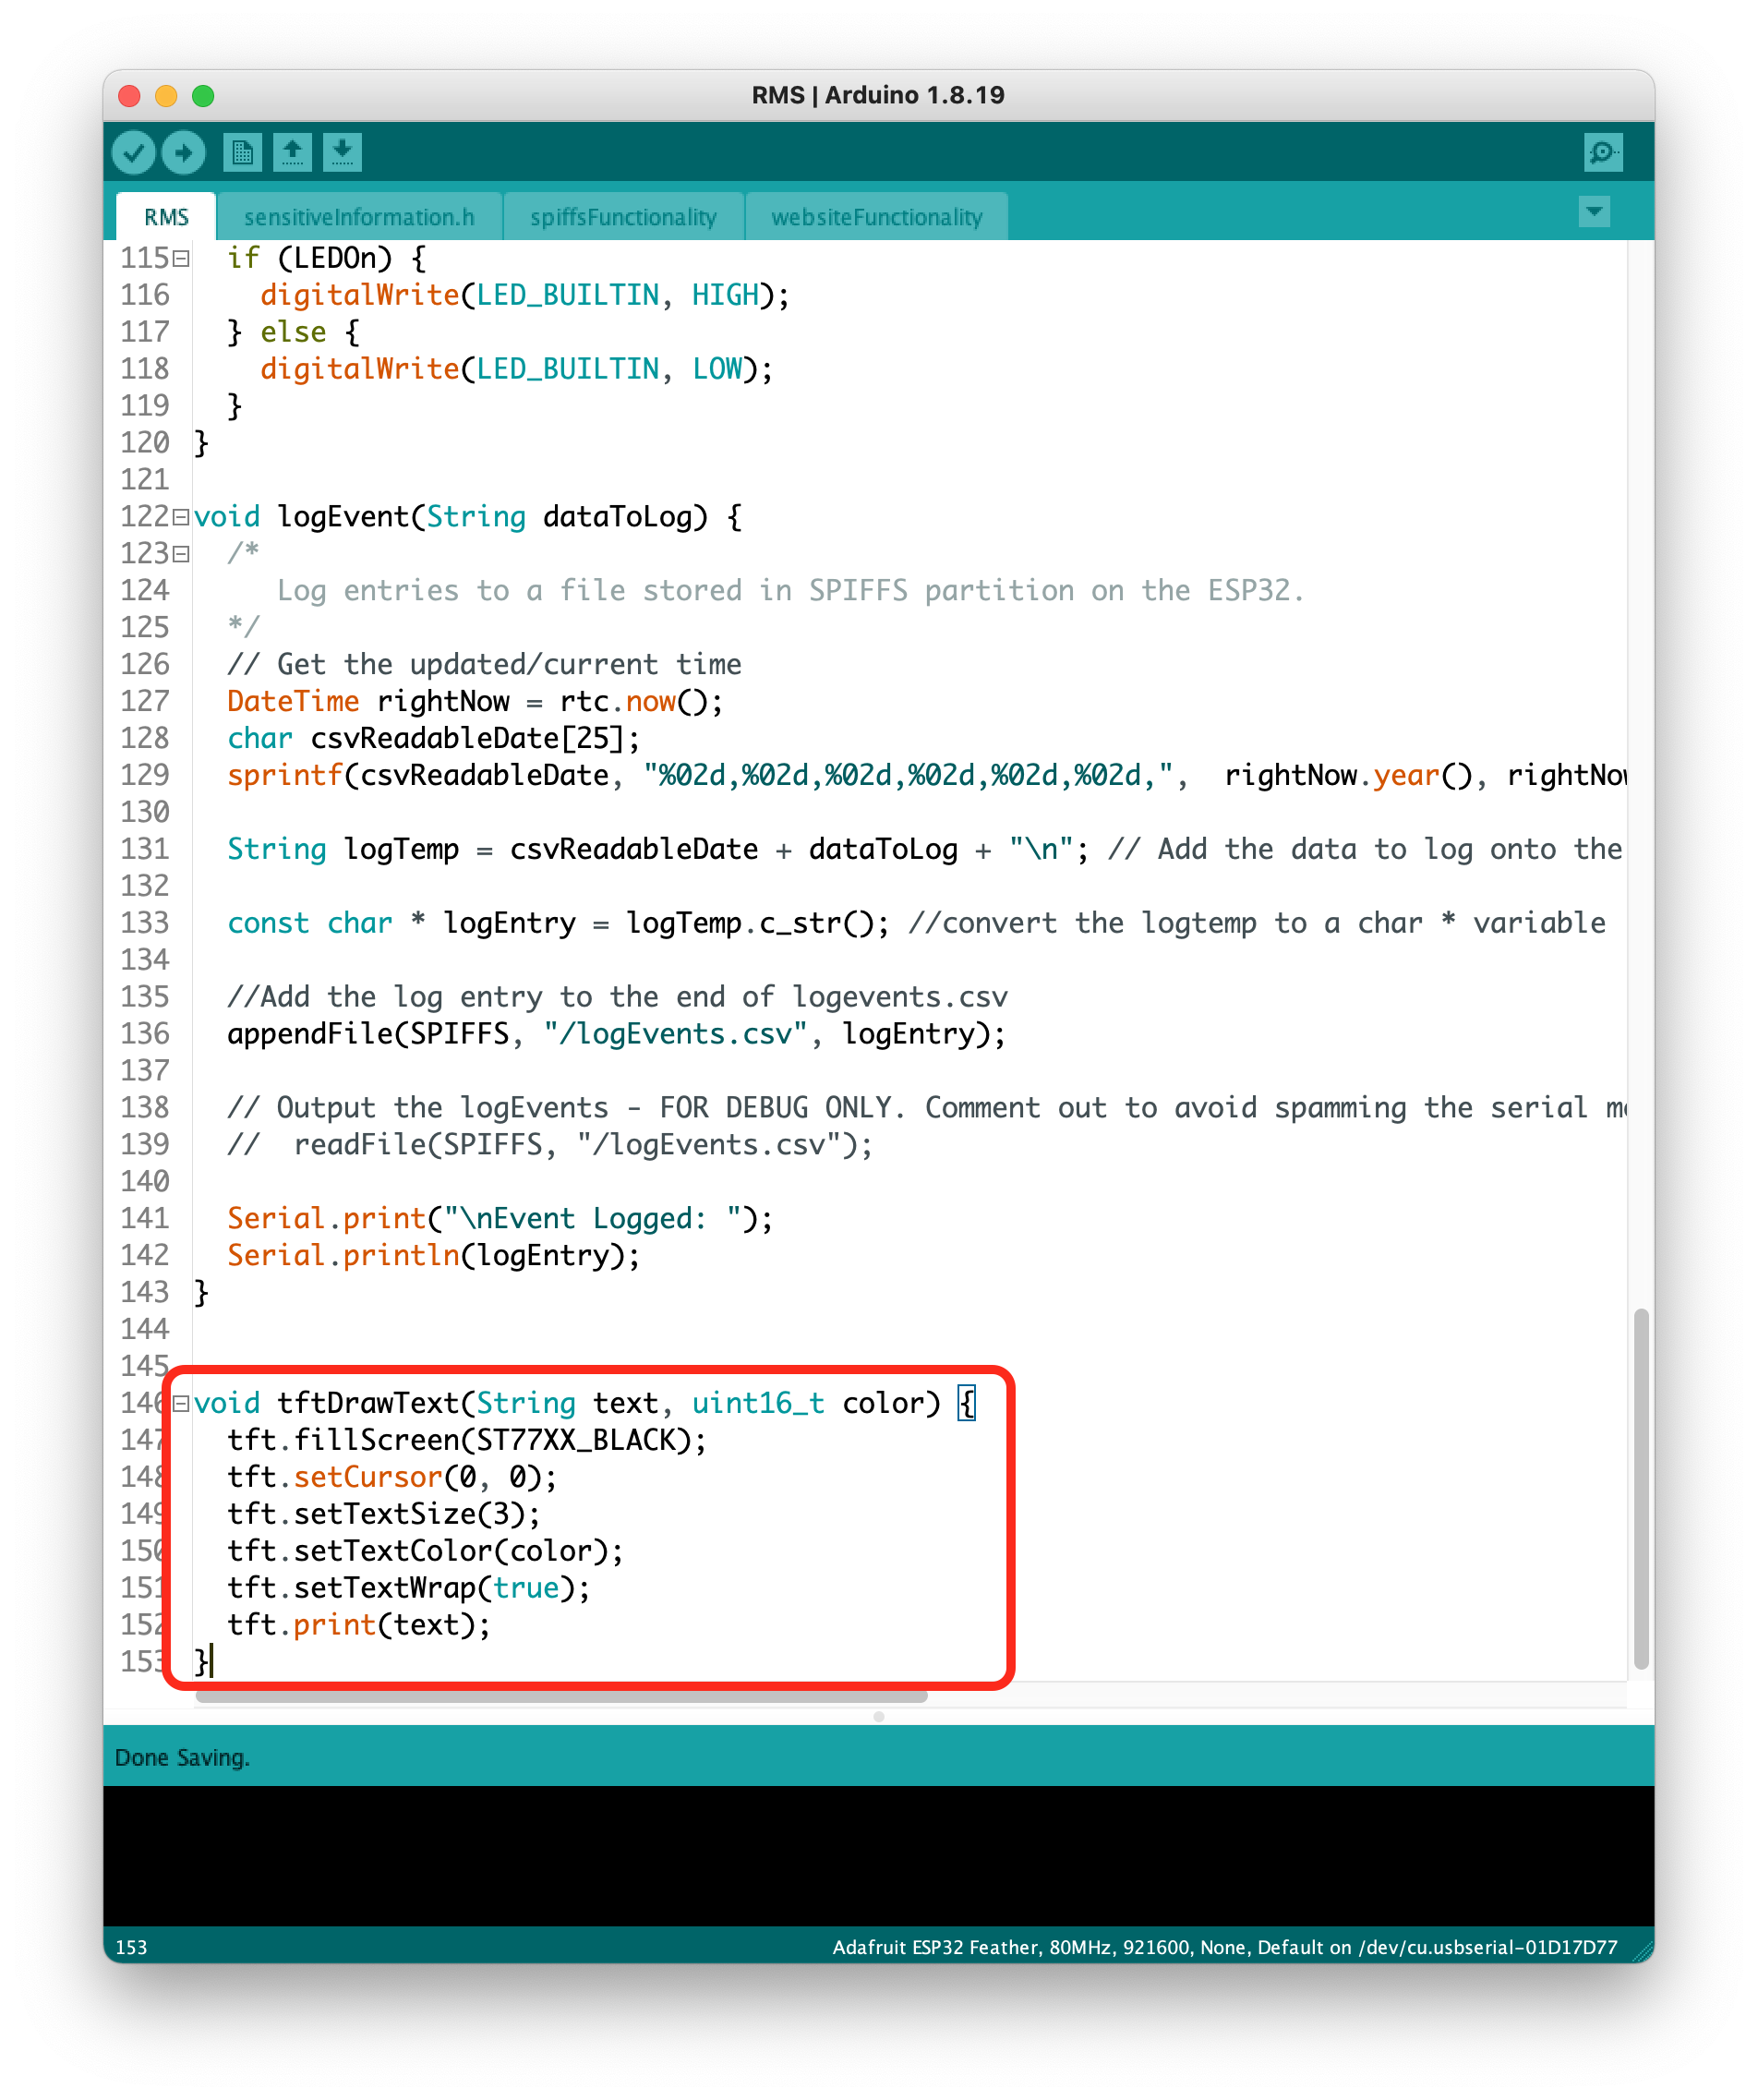 RMS | Arduino 1.8.19
RMS sensitiveInformation.h spiffsFunctionality websiteFunctionality
115 if (LEDOn) {
116 digitalWrite(LED_BUILTIN, HIGH);
117 } else {
118 digitalWrite(LED_BUILTIN, LOW);
119 }
120 }
121
122 void logEvent(String dataToLog) {
123 /*
124 Log entries to a file stored in SPIFFS partition on the ESP32.
125 */
126 // Get the updated/current time
127 DateTime rightNow = rtc.now();
128 char csvReadableDate[25];
129 sprintf(csvReadableDate, "%02d,%02d,%02d,%02d,%02d,%02d,",  rightNow.year(), rightNow
130
131 String logTemp = csvReadableDate + dataToLog + "\n"; // Add the data to log onto the
132
133 const char * logEntry = logTemp.c_str(); //convert the logtemp to a char * variable
134
135 //Add the log entry to the end of logevents.csv
136 appendFile(SPIFFS, "/logEvents.csv", logEntry);
137
138 // Output the logEvents - FOR DEBUG ONLY. Comment out to avoid spamming the serial
139 //  readFile(SPIFFS, "/logEvents.csv");
140
141 Serial.print("\nEvent Logged: ");
142 Serial.println(logEntry);
143 }
144
145
146 void tftDrawText(String text, uint16_t color) {
147 tft.fillScreen(ST77XX_BLACK);
148 tft.setCursor(0, 0);
149 tft.setTextSize(3);
150 tft.setTextColor(color);
151 tft.setTextWrap(true);
152 tft.print(text);
153 }
Done Saving.
153 Adafruit ESP32 Feather, 80MHz, 921600, None, Default on /dev/cu.usbserial-01D17D77